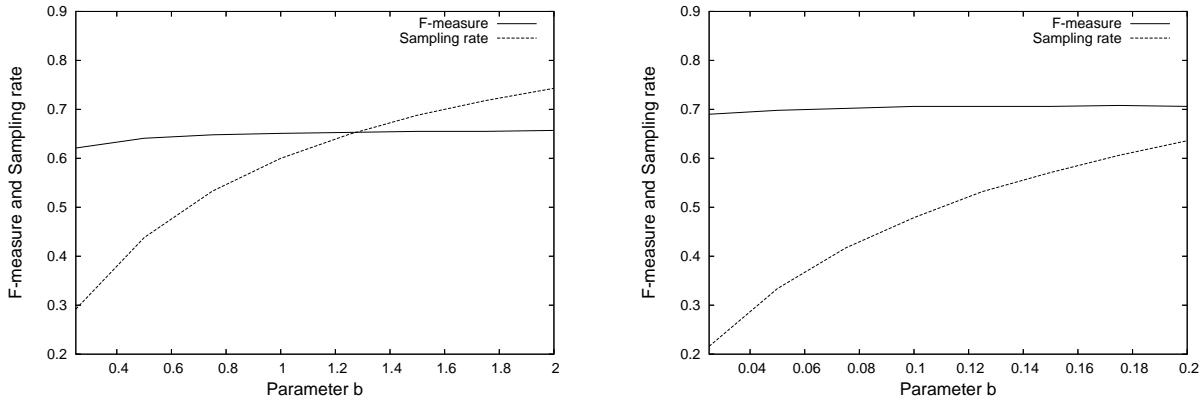 F-measure
Sampling rate
0.9
0.8
0.7
0.6
0.5
0.4
0.3
0.2
F-measure and Sampling rate
0.4 0.6 0.8 1 1.2 1.4 1.6 1.8 2
Parameter b
F-measure
Sampling rate
0.9
0.8
0.7
0.6
0.5
0.4
0.3
0.2
F-measure and Sampling rate
0.04 0.06 0.08 0.1 0.12 0.14 0.16 0.18 0.2
Parameter b